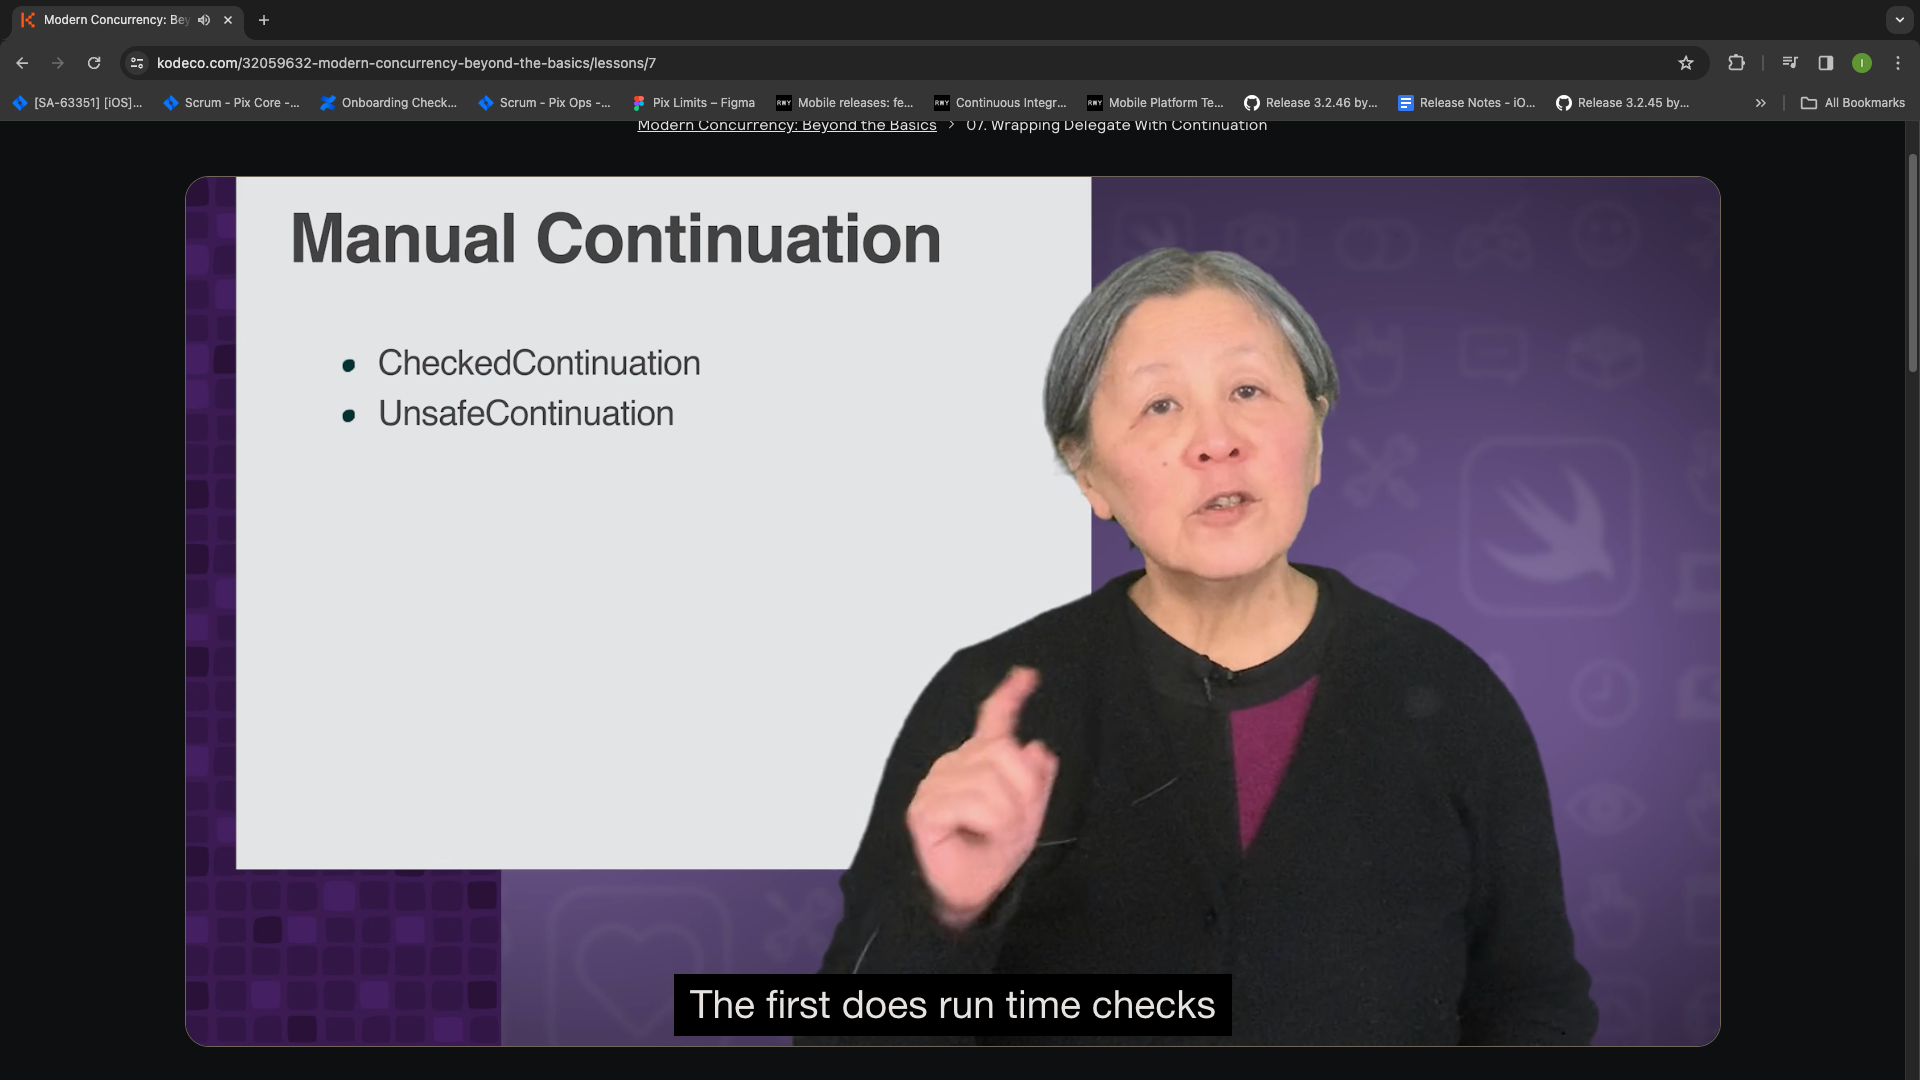 Modern Concurrency: Bey
kodeco.com/32059632-modern-concurrency-beyond-the-basics/lessons/7
I
[SA-63351] [iOS]...
Scrum - Pix Core -...
Onboarding Check...
Scrum - Pix Ops -...
Pix Limits – Figma
RWY
Mobile releases: fe...
RWY
Continuous Integr...
RWY
Mobile Platform Te...
Release 3.2.46 by...
Release Notes - iO...
Release 3.2.45 by...
»
All Bookmarks
Modern Concurrency: Beyond the Basics > 07. Wrapping Delegate With Continuation
Manual Continuation
• CheckedContinuation
• UnsafeContinuation
The first does run time checks